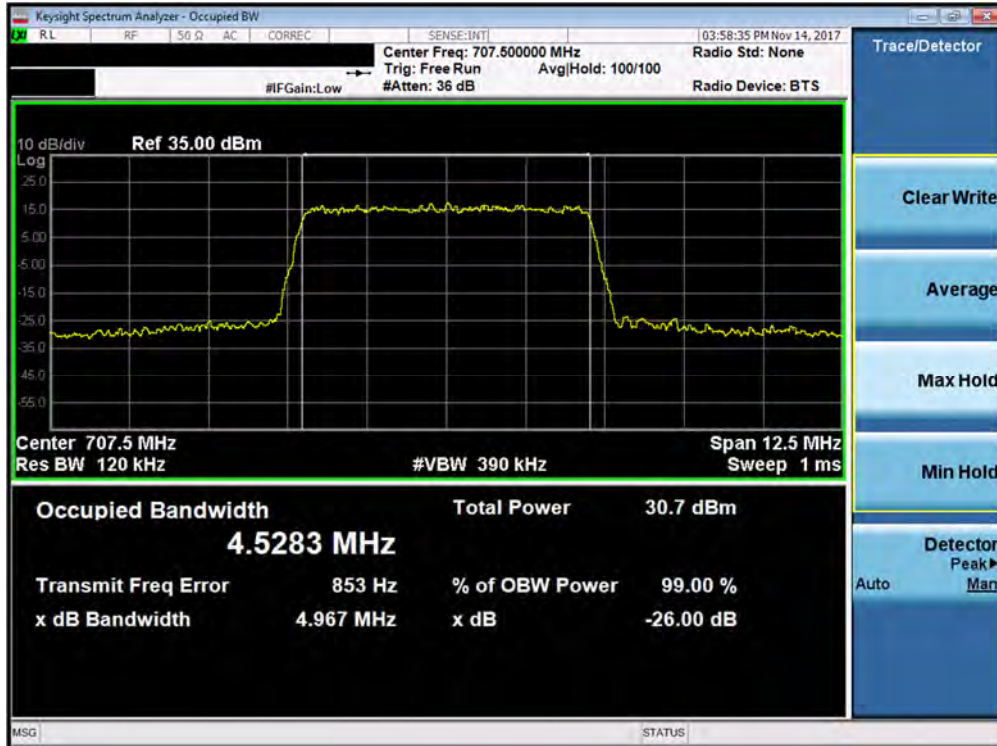 Keysight Spectrum Analyzer - Occupied BW
LXI RL RF 50 Ω AC CORREC SENSE:INT 03:58:35 PM Nov 14, 2017
Center Freq: 707.500000 MHz Radio Std: None
Trig: Free Run Avg|Hold: 100/100
#IFGain:Low #Atten: 36 dB Radio Device: BTS
Trace/Detector
10 dB/div Ref 35.00 dBm
Log
25.0
15.0
5.00
-5.00
-15.0
-25.0
-35.0
-45.0
-55.0
Center 707.5 MHz Span 12.5 MHz
Res BW 120 kHz #VBW 390 kHz Sweep 1 ms
Clear Write
Average
Max Hold
Min Hold
Detector
Peak▶
Auto Man
Occupied Bandwidth Total Power 30.7 dBm
4.5283 MHz
Transmit Freq Error 853 Hz % of OBW Power 99.00 %
x dB Bandwidth 4.967 MHz x dB -26.00 dB
MSG STATUS